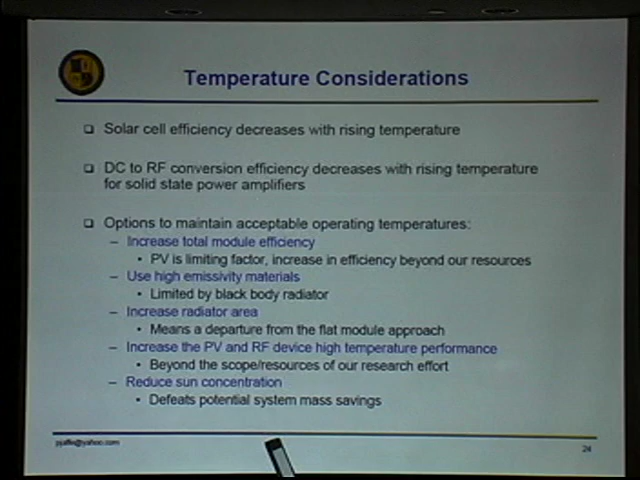 Temperature Considerations
❑ Solar cell efficiency decreases with rising temperature
❑ DC to RF conversion efficiency decreases with rising temperature
for solid state power amplifiers
❑ Options to maintain acceptable operating temperatures:
– Increase total module efficiency
• PV is limiting factor, increase in efficiency beyond our resources
– Use high emissivity materials
• Limited by black body radiator
– Increase radiator area
• Means a departure from the flat module approach
– Increase the PV and RF device high temperature performance
• Beyond the scope/resources of our research effort
– Reduce sun concentration
• Defeats potential system mass savings
pjaffe@yahoo.com
24